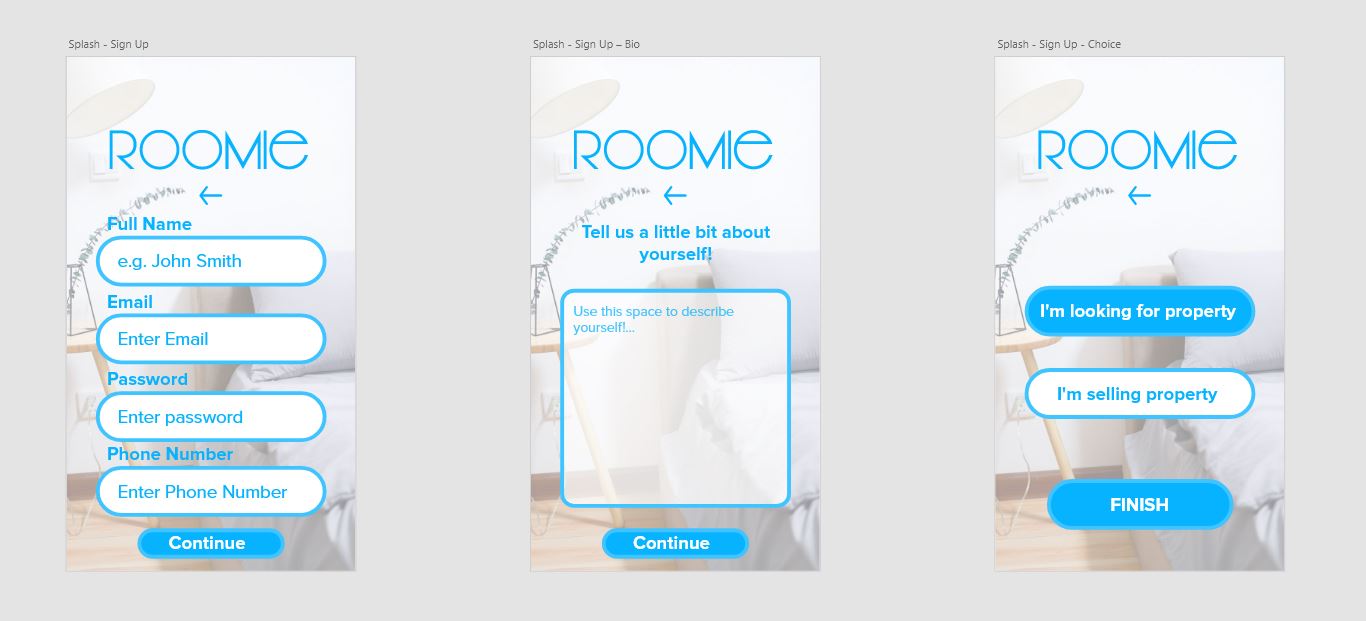 Splash - Sign Up
ROOMIE
Full Name
e.g. John Smith
Email
Enter Email
Password
Enter password
Phone Number
Enter Phone Number
Continue
Splash - Sign Up – Bio
ROOMIE
Tell us a little bit about
yourself!
Use this space to describe
yourself!...
Continue
Splash - Sign Up - Choice
ROOMIE
I'm looking for property
I'm selling property
FINISH